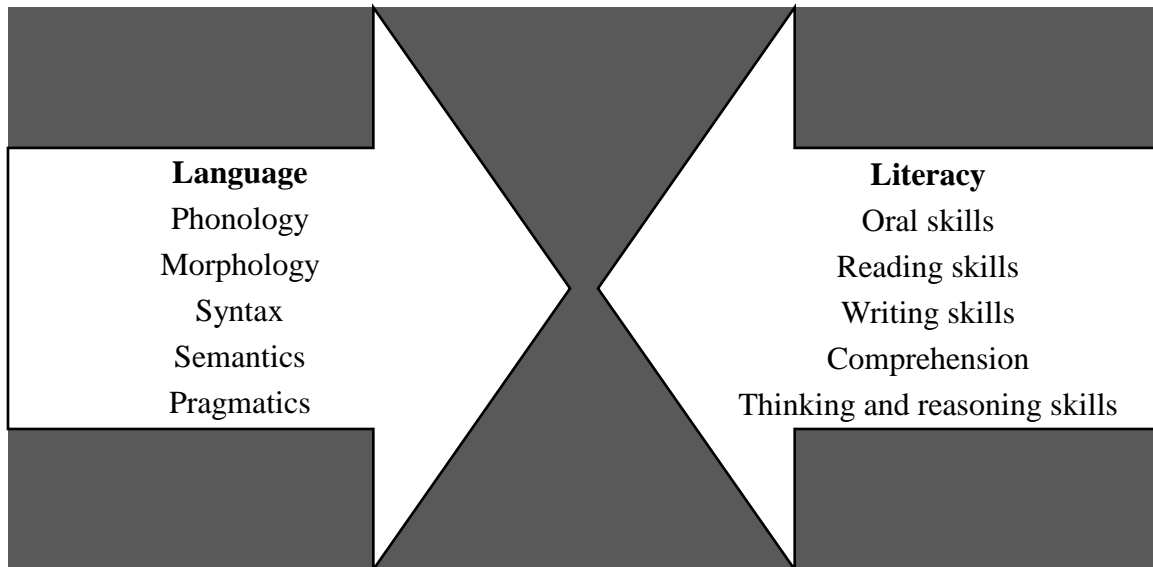 Language
Phonology
Morphology
Syntax
Semantics
Pragmatics
Literacy
Oral skills
Reading skills
Writing skills
Comprehension
Thinking and reasoning skills